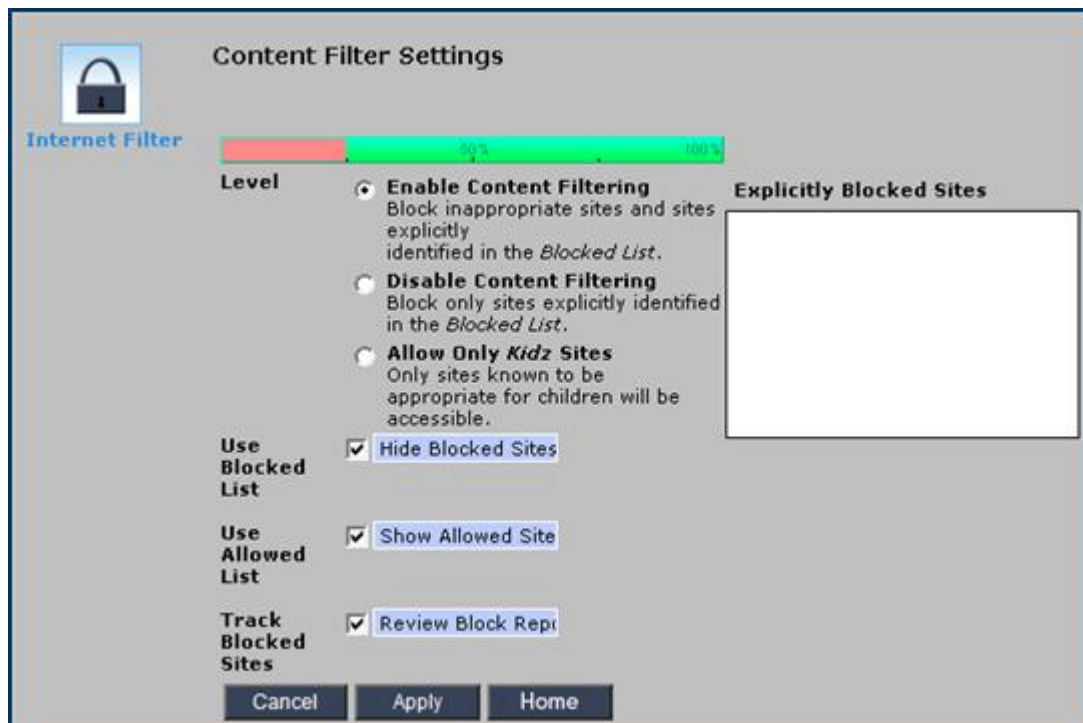 Content Filter Settings
Internet Filter
50% 100%
Level
Enable Content Filtering
Block inappropriate sites and sites
explicitly
identified in the Blocked List.
Disable Content Filtering
Block only sites explicitly identified
in the Blocked List.
Allow Only Kidz Sites
Only sites known to be
appropriate for children will be
accessible.
Explicitly Blocked Sites
Use
Blocked
List
Hide Blocked Sites
Use
Allowed
List
Show Allowed Site
Track
Blocked
Sites
Review Block Repo
Cancel Apply Home